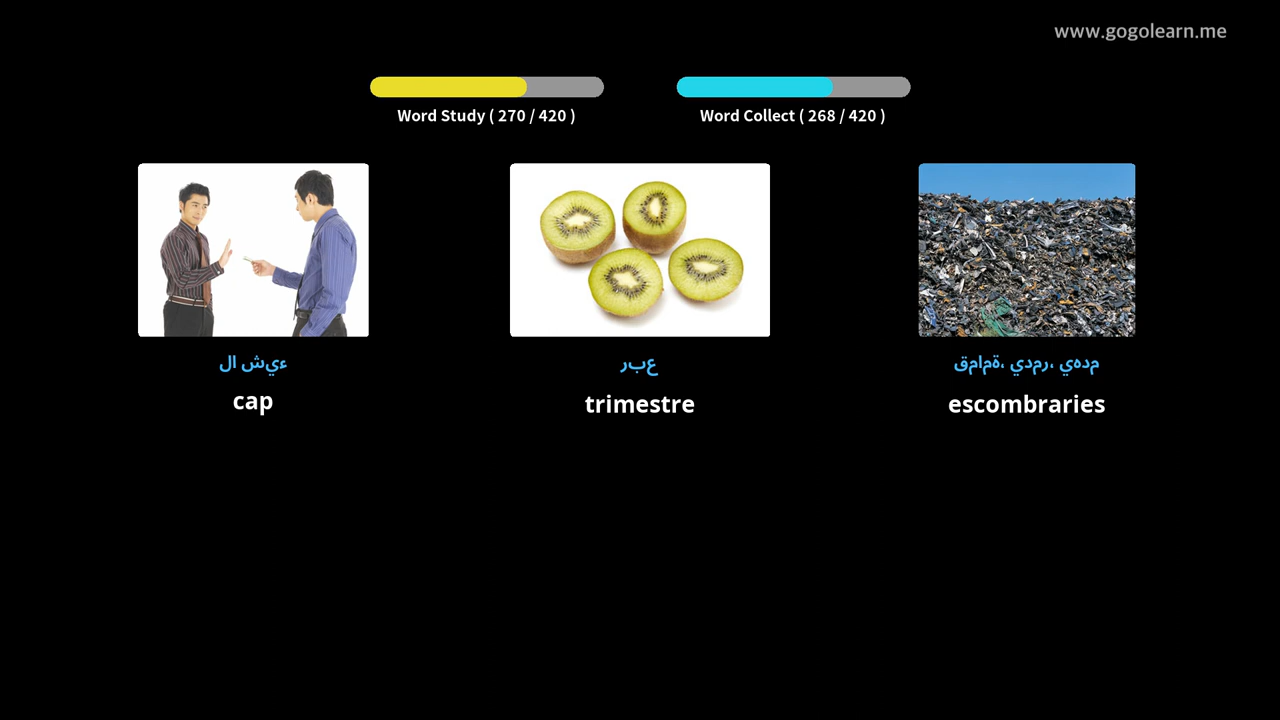 www.gogolearn.me
Word Study ( 270 / 420 )
Word Collect ( 268 / 420 )
ءيش ال
cap
عبر
trimestre
مدهي ،رمدي ،ةمامق
escombraries